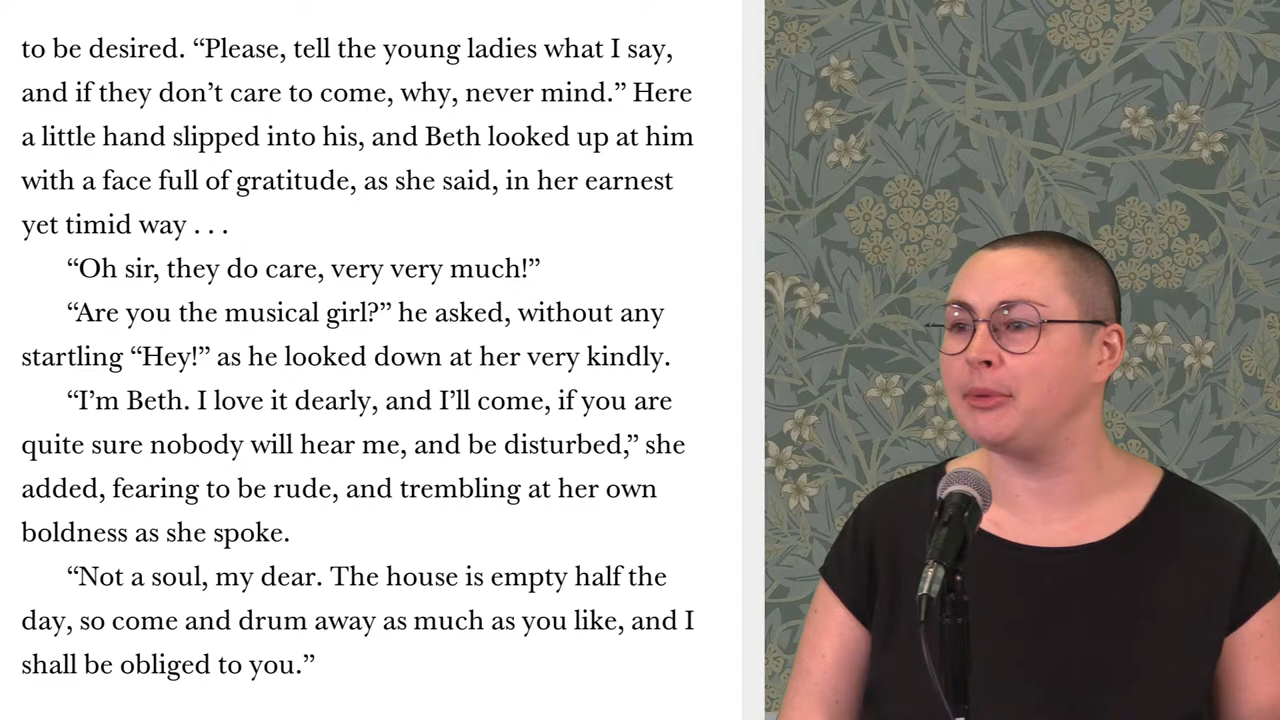 to be desired. “Please, tell the young ladies what I say,
and if they don’t care to come, why, never mind.” Here
a little hand slipped into his, and Beth looked up at him
with a face full of gratitude, as she said, in her earnest
yet timid way . . .
“Oh sir, they do care, very very much!”
“Are you the musical girl?” he asked, without any
startling “Hey!” as he looked down at her very kindly.
“I’m Beth. I love it dearly, and I’ll come, if you are
quite sure nobody will hear me, and be disturbed,” she
added, fearing to be rude, and trembling at her own
boldness as she spoke.
“Not a soul, my dear. The house is empty half the
day, so come and drum away as much as you like, and I
shall be obliged to you.”